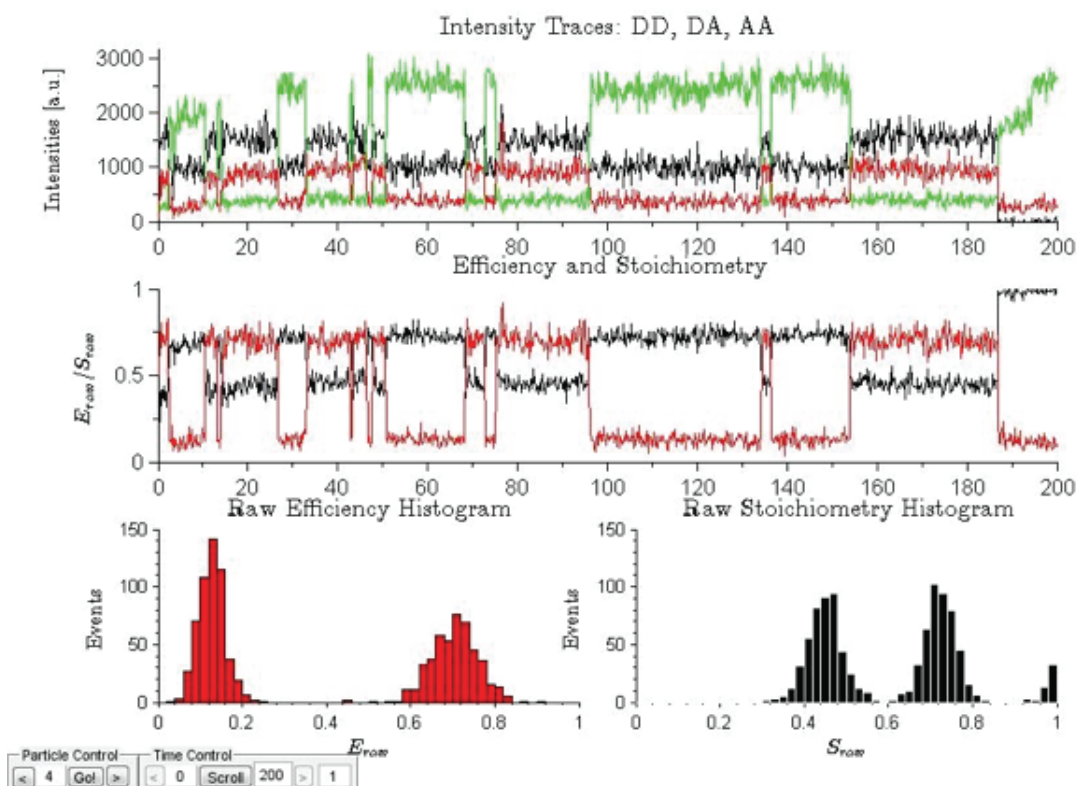 Intensity Traces: DD, DA, AA
Intensities [a.u.]
3000
2000
1000
0
0 20 40 60 80 100 120 140 160 180 200
Efficiency and Stoichiometry
E_raw/S_raw
1
0.5
0
0 20 40 60 80 100 120 140 160 180 200
Raw Efficiency Histogram
Events
150
100
50
0
0 0.2 0.4 0.6 0.8 1
E_raw
Raw Stoichiometry Histogram
Events
150
100
50
0
0 0.2 0.4 0.6 0.8 1
S_raw
Particle Control
< 4 Go! >
Time Control
< 0 Scroll 200 > 1